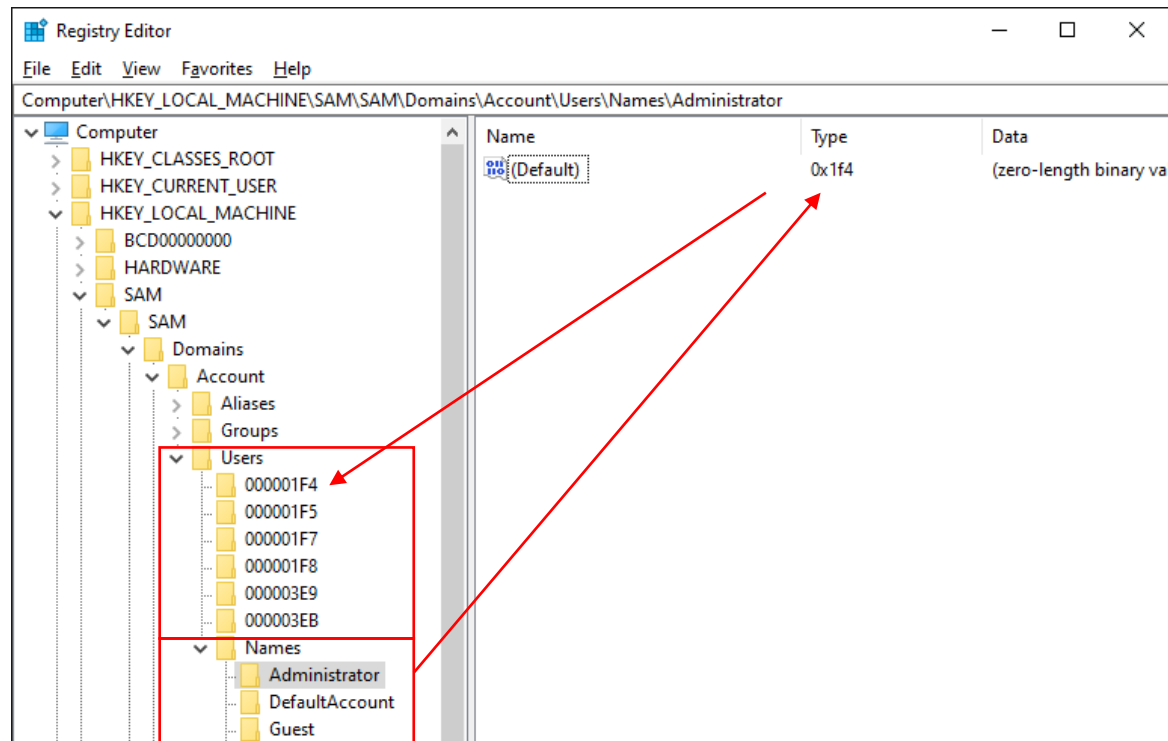 Registry Editor
File Edit View Favorites Help
Computer\HKEY_LOCAL_MACHINE\SAM\SAM\Domains\Account\Users\Names\Administrator
Computer
HKEY_CLASSES_ROOT
HKEY_CURRENT_USER
HKEY_LOCAL_MACHINE
BCD00000000
HARDWARE
SAM
SAM
Domains
Account
Aliases
Groups
Users
000001F4
000001F5
000001F7
000001F8
000003E9
000003EB
Names
Administrator
DefaultAccount
Guest
Name Type Data
(Default) 0x1f4 (zero-length binary va